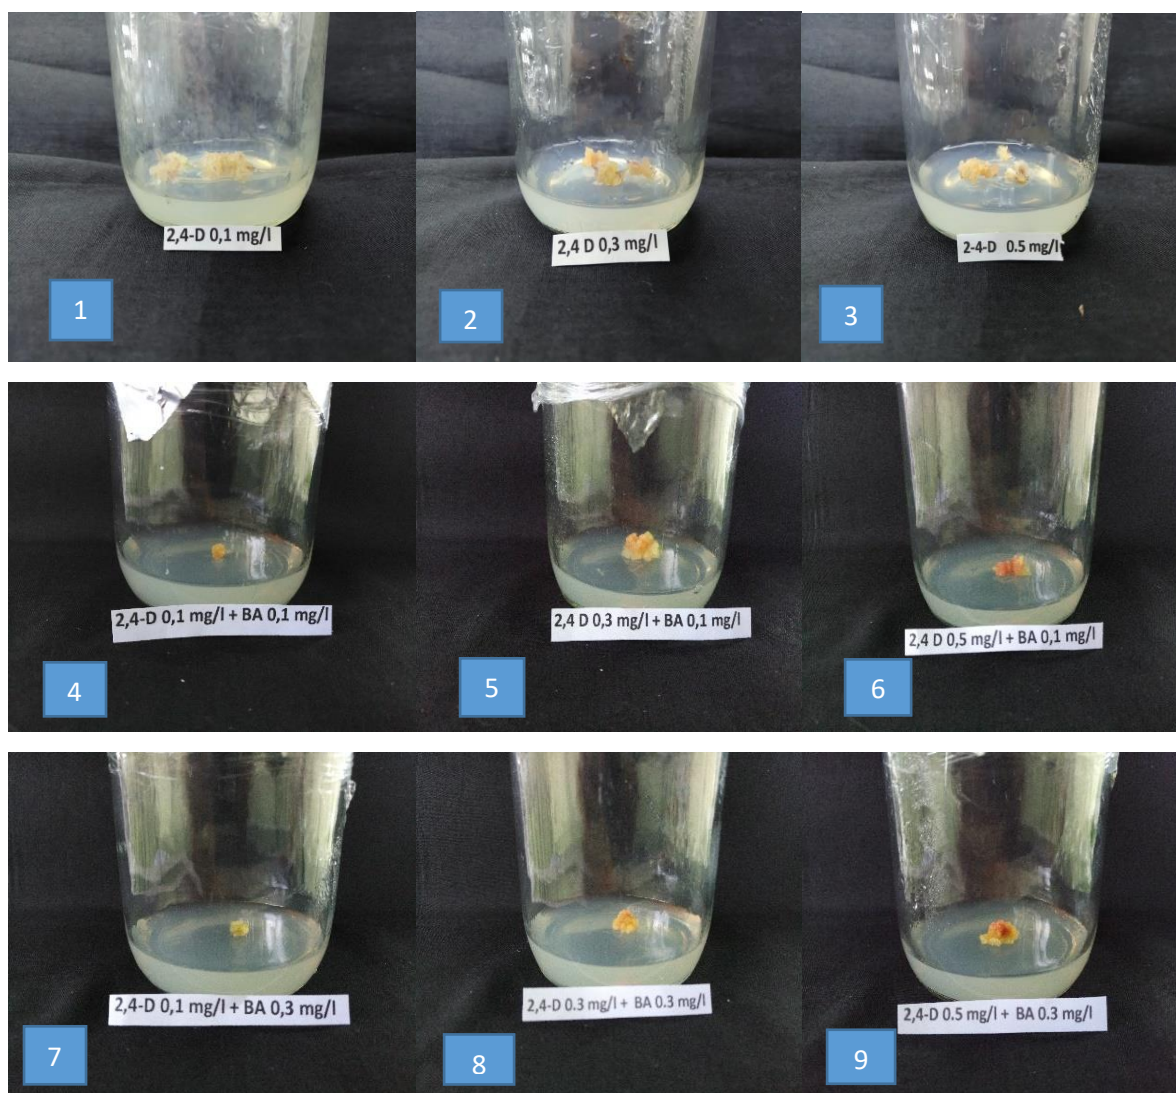 2,4-D 0,1 mg/l
1
2,4 D 0,3 mg/l
2
2-4-D 0.5 mg/l
3
2,4-D 0,1 mg/l + BA 0,1 mg/l
4
2,4 D 0,3 mg/l + BA 0,1 mg/l
5
2,4 D 0,5 mg/l + BA 0,1 mg/l
6
2,4-D 0,1 mg/l + BA 0,3 mg/l
7
2,4-D 0.3 mg/l + BA 0.3 mg/l
8
2,4-D 0.5 mg/l + BA 0.3 mg/l
9